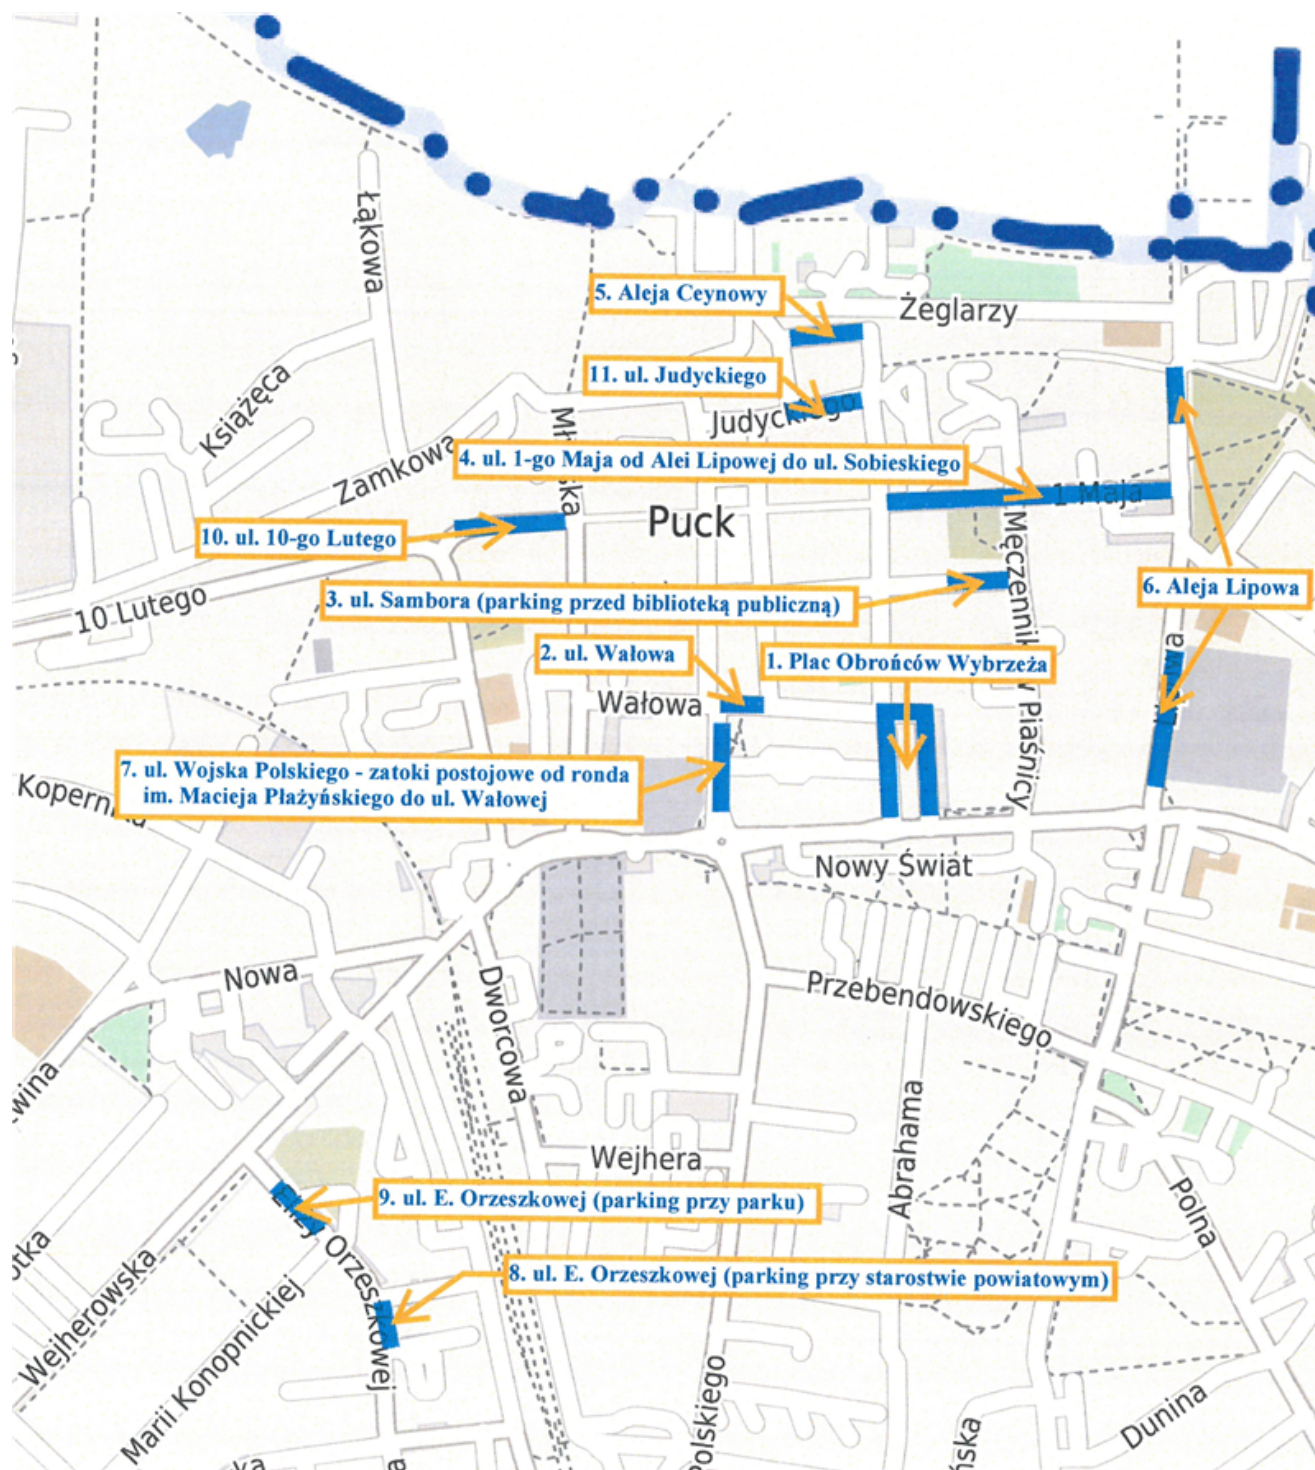 Łąkowa
5. Aleja Ceynowy
Żeglarzy
11. ul. Judyckiego
Książęca
Zamkowa
4. ul. 1-go Maja od Alei Lipowej do ul. Sobieskiego
1 Maja
Puck
10. ul. 10-go Lutego
10 Lutego
3. ul. Sambora (parking przed biblioteką publiczną)
6. Aleja Lipowa
2. ul. Wałowa
1. Plac Obrońców Wybrzeża
Wałowa
Piaśnicy
7. ul. Wojska Polskiego - zatoki postojowe od ronda
im. Macieja Płażyńskiego do ul. Wałowej
Nowy Świat
Nowa
Dworcowa
Przebendowskiego
Abrahama
Wejhera
Polna
9. ul. E. Orzeszkowej (parking przy parku)
Orzeszkowej
8. ul. E. Orzeszkowej (parking przy starostwie powiatowym)
Wejherowska
Marii Konopnickiej
Polskiego
Dunina